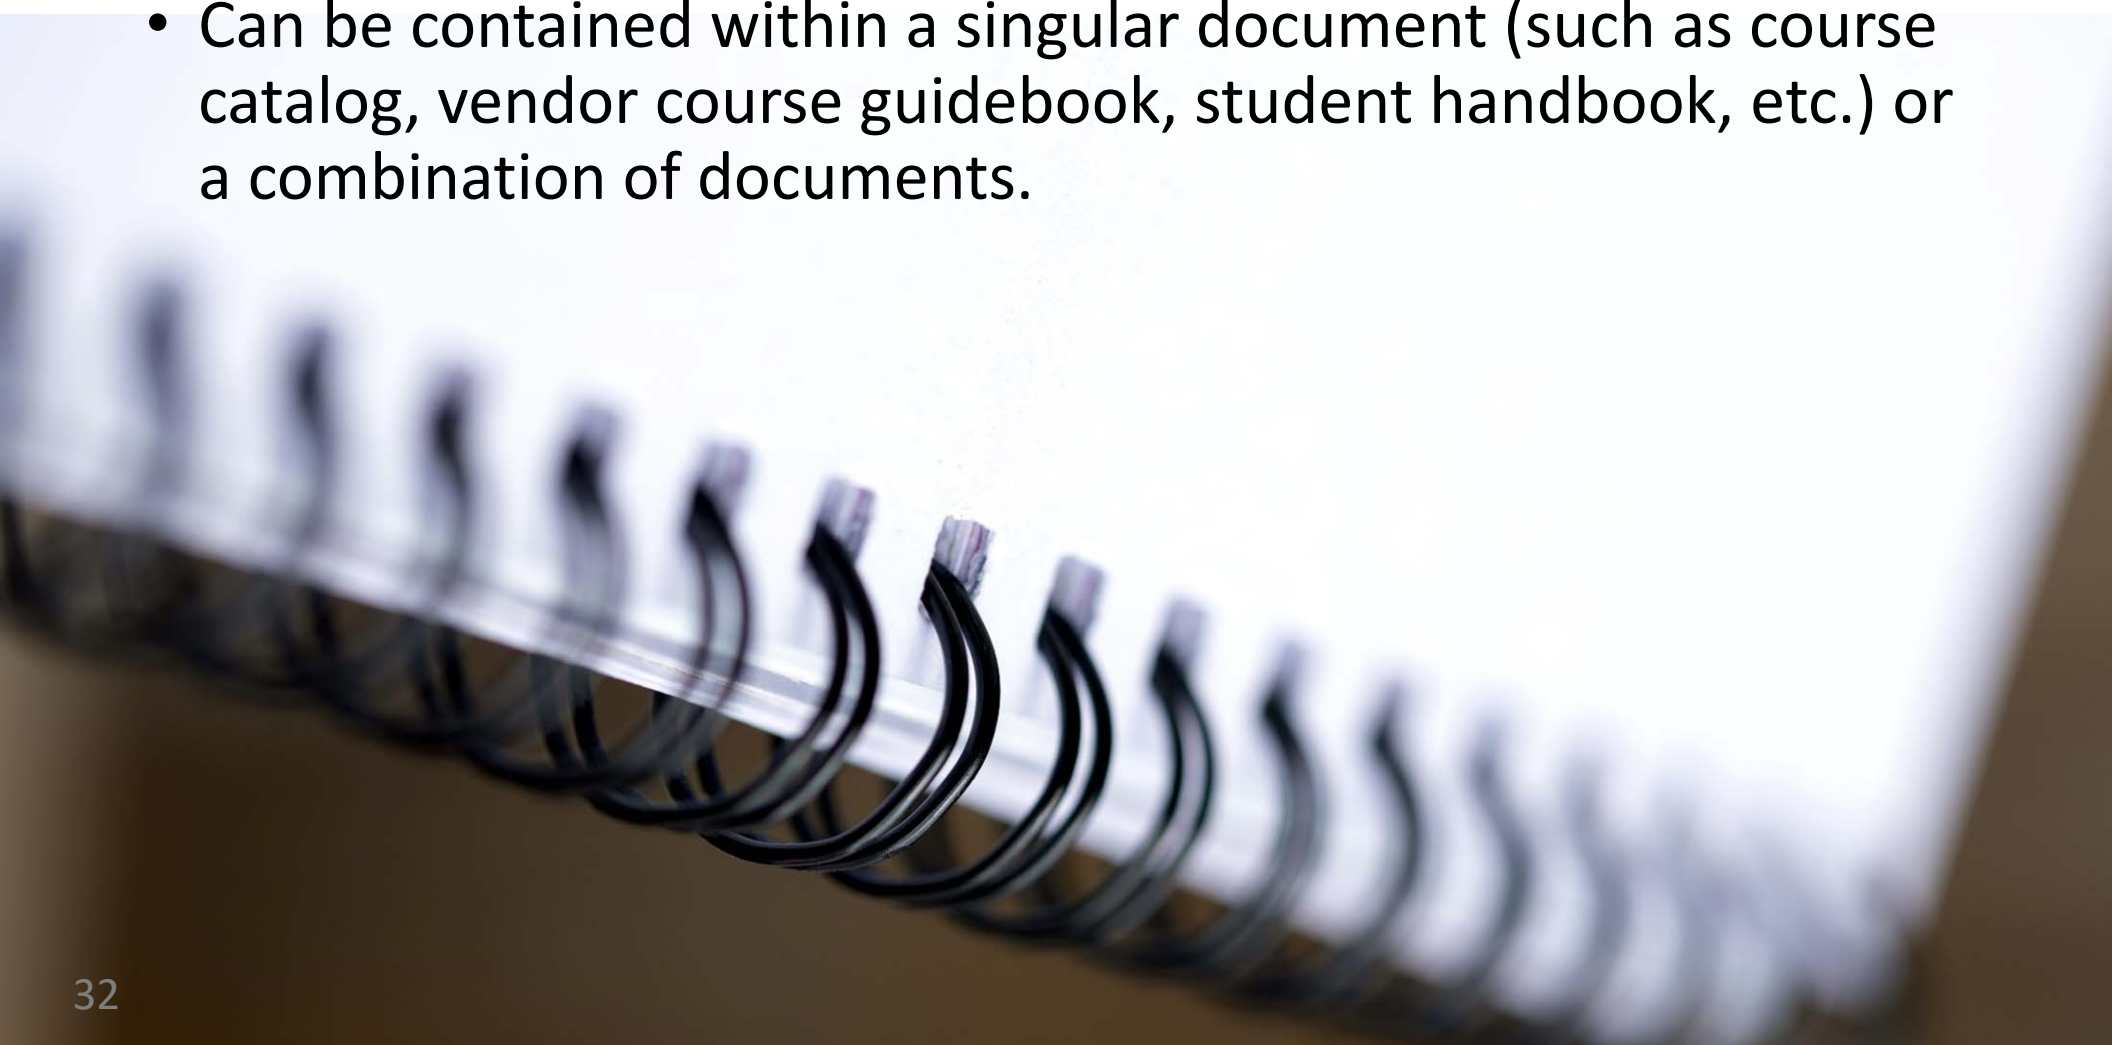 • Can be contained within a singular document (such as course
catalog, vendor course guidebook, student handbook, etc.) or
a combination of documents.
32